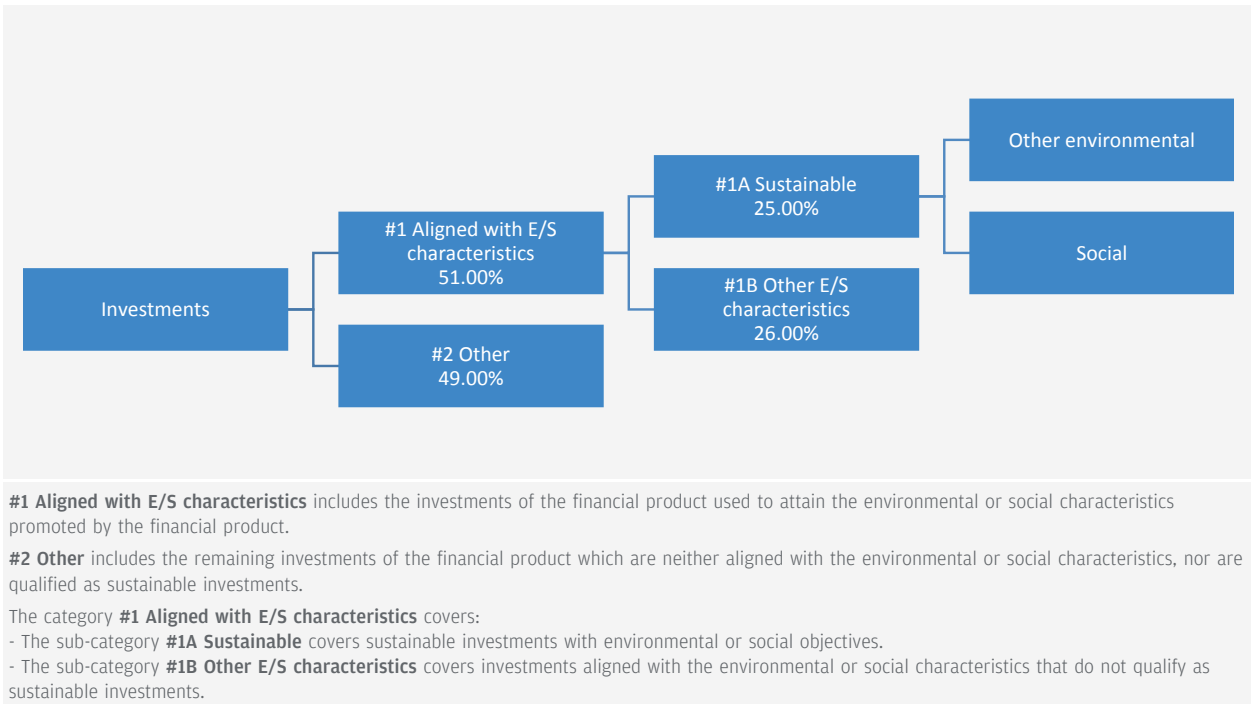 Investments
#1 Aligned with E/S
characteristics
51.00%
#2 Other
49.00%
#1A Sustainable
25.00%
#1B Other E/S
characteristics
26.00%
Other environmental
Social
#1 Aligned with E/S characteristics includes the investments of the financial product used to attain the environmental or social characteristics
promoted by the financial product.
#2 Other includes the remaining investments of the financial product which are neither aligned with the environmental or social characteristics, nor are
qualified as sustainable investments.
The category #1 Aligned with E/S characteristics covers:
- The sub-category #1A Sustainable covers sustainable investments with environmental or social objectives.
- The sub-category #1B Other E/S characteristics covers investments aligned with the environmental or social characteristics that do not qualify as
sustainable investments.